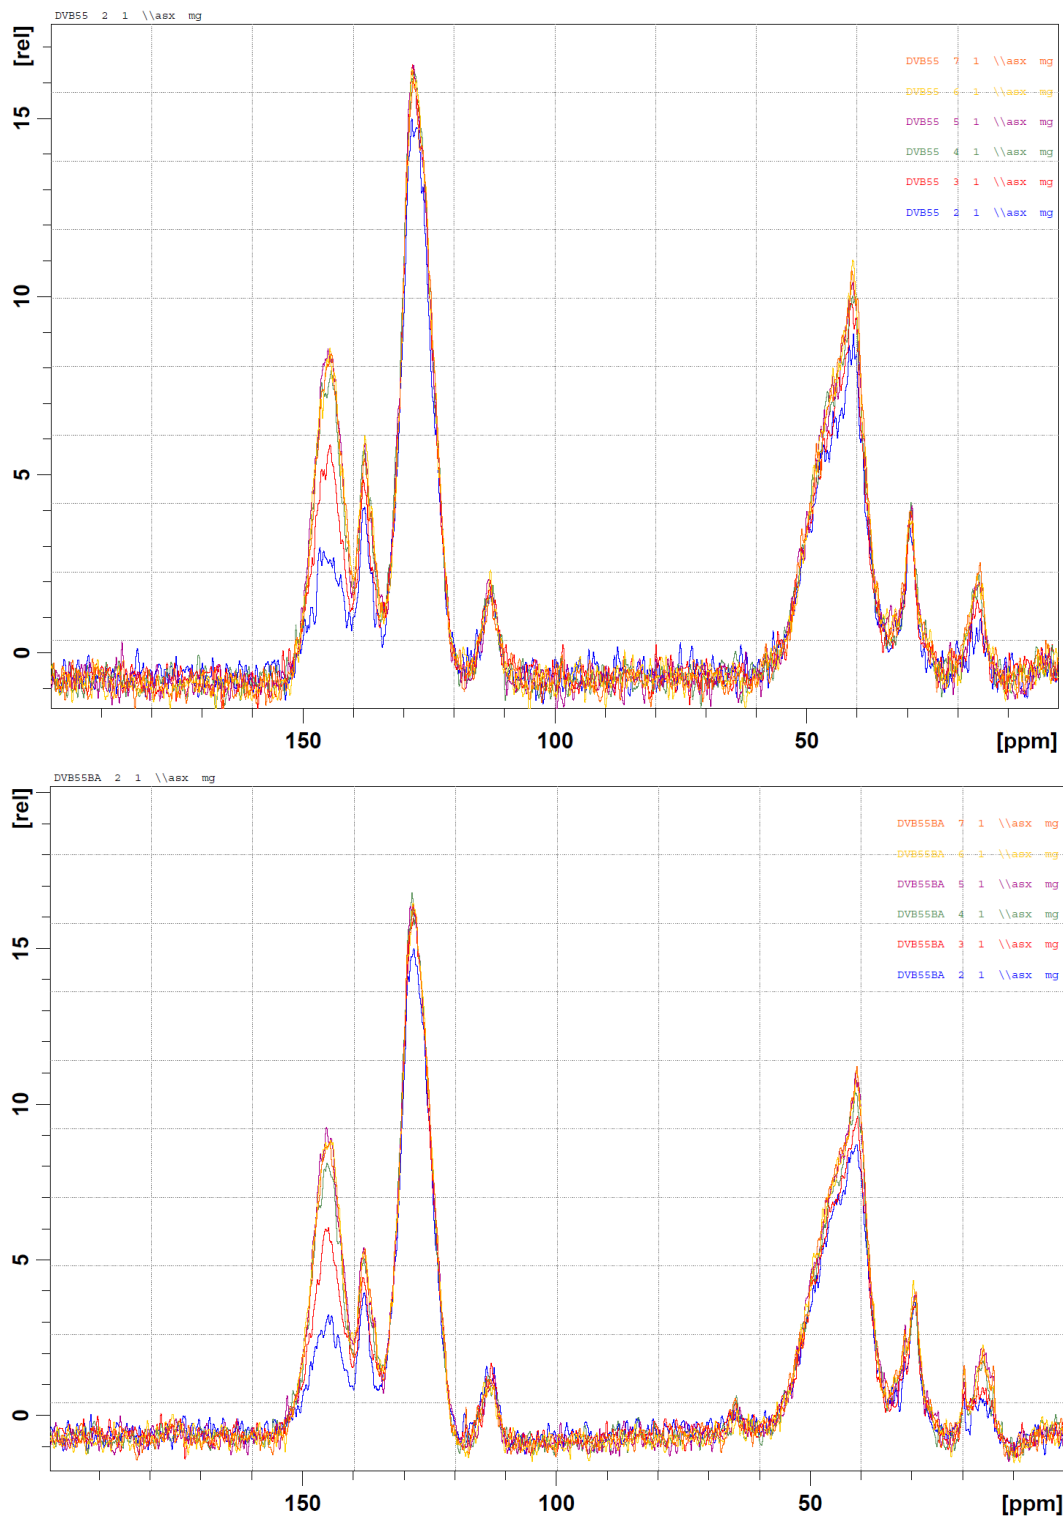 DVB55 2 1 \\asx mg
[rel]
DVB55 7 1 \\asx mg
DVB55 6 1 \\asx mg
DVB55 5 1 \\asx mg
DVB55 4 1 \\asx mg
DVB55 3 1 \\asx mg
DVB55 2 1 \\asx mg
15
10
5
0
150 100 50 [ppm]
DVB55BA 2 1 \\asx mg
[rel]
DVB55BA 7 1 \\asx mg
DVB55BA 6 1 \\asx mg
DVB55BA 5 1 \\asx mg
DVB55BA 4 1 \\asx mg
DVB55BA 3 1 \\asx mg
DVB55BA 2 1 \\asx mg
15
10
5
0
150 100 50 [ppm]